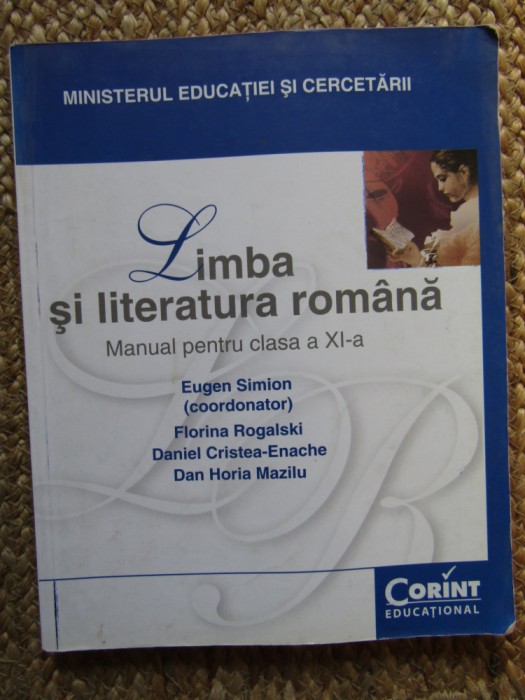 MINISTERUL EDUCAȚIEI ȘI CERCETĂRII
Limba
și literatura română
Manual pentru clasa a XI-a
Eugen Simion
(coordonator)
Florina Rogalski
Daniel Cristea-Enache
Dan Horia Mazilu
CORINT
EDUCAȚIONAL